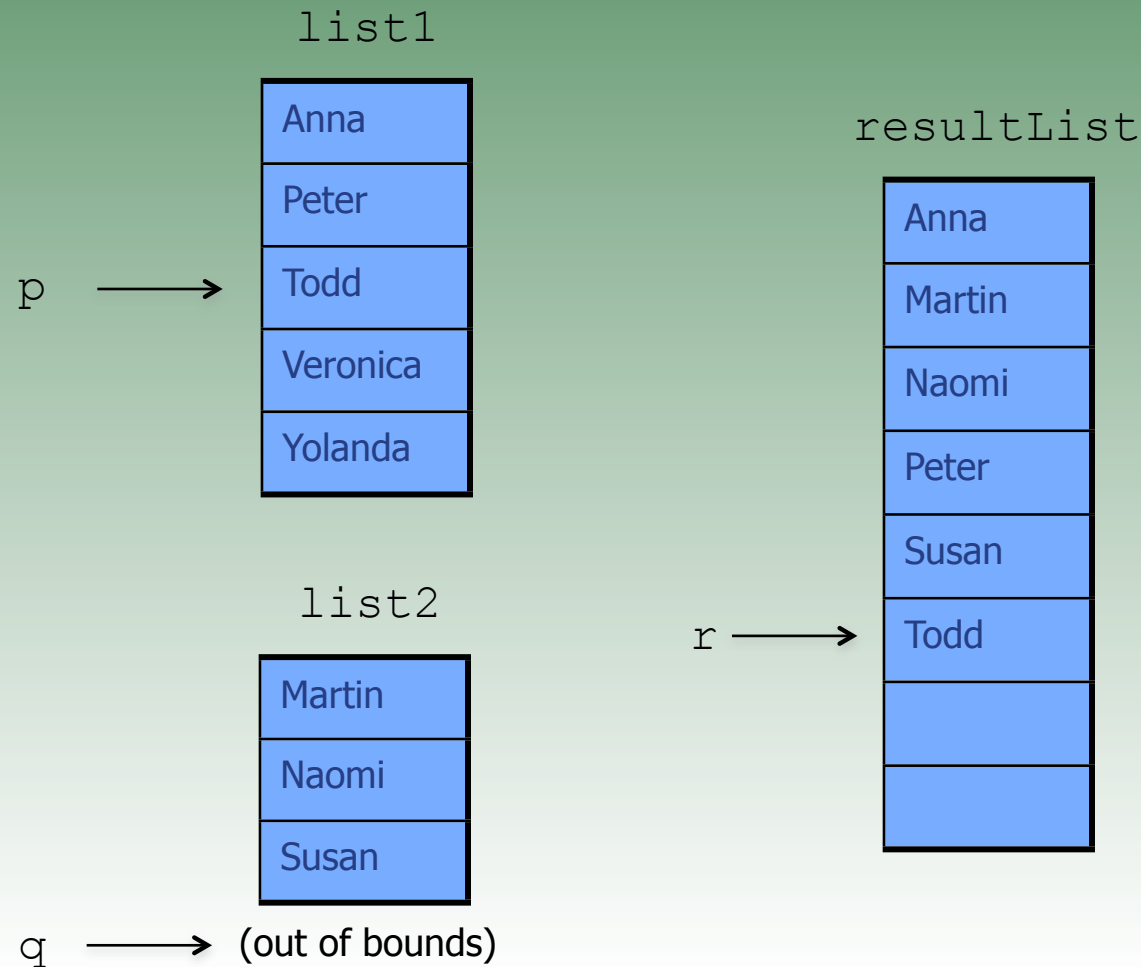 list1
Anna
Peter
p
Todd
Veronica
Yolanda
list2
Martin
Naomi
Susan
q
(out of bounds)
resultList
Anna
Martin
Naomi
Peter
Susan
r
Todd